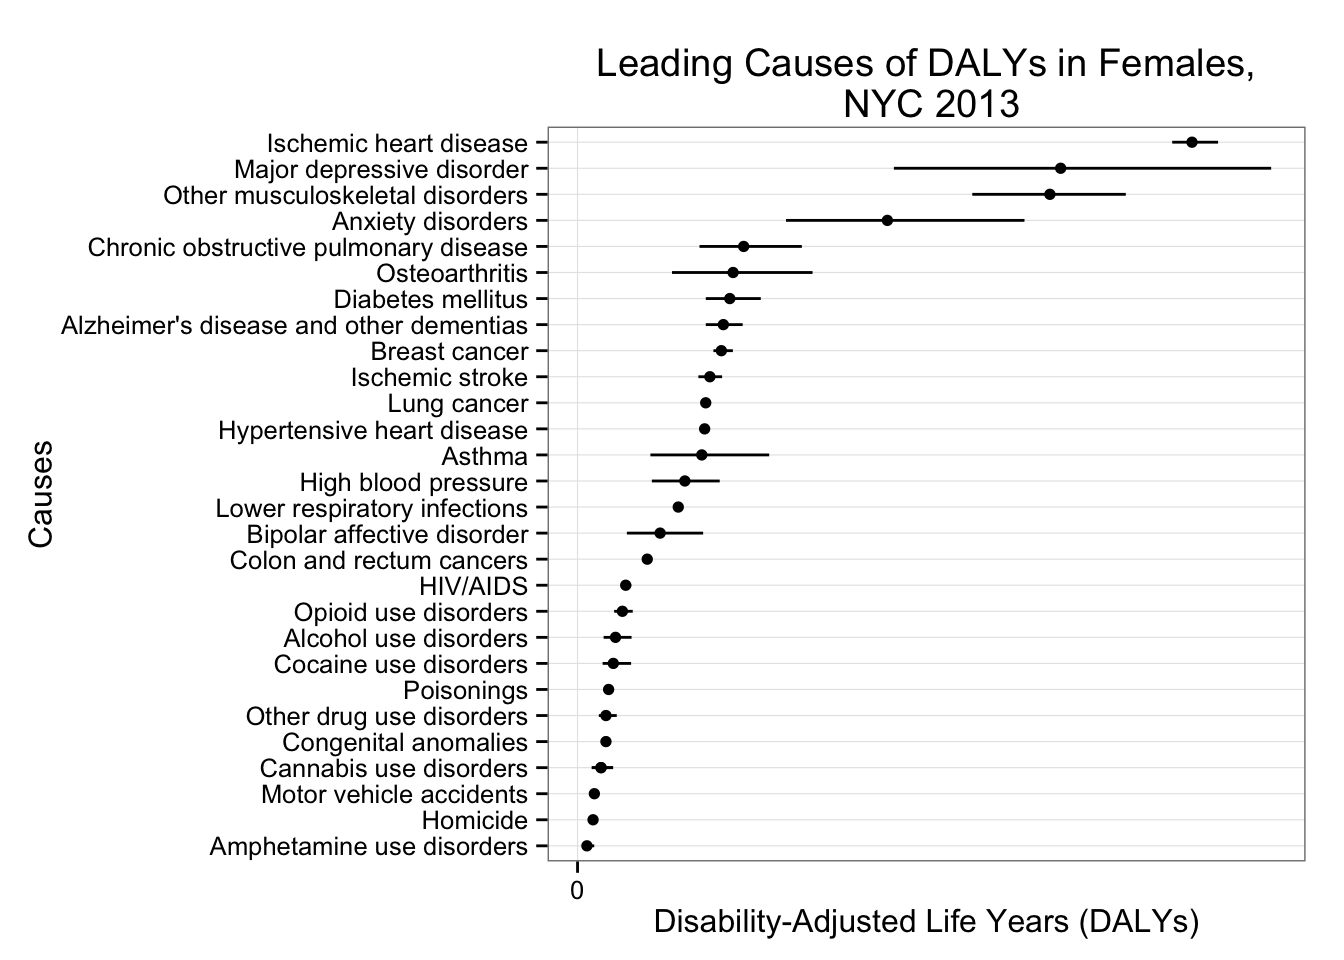 Leading Causes of DALYs in Females,
NYC 2013
Causes
Ischemic heart disease
Major depressive disorder
Other musculoskeletal disorders
Anxiety disorders
Chronic obstructive pulmonary disease
Osteoarthritis
Diabetes mellitus
Alzheimer's disease and other dementias
Breast cancer
Ischemic stroke
Lung cancer
Hypertensive heart disease
Asthma
High blood pressure
Lower respiratory infections
Bipolar affective disorder
Colon and rectum cancers
HIV/AIDS
Opioid use disorders
Alcohol use disorders
Cocaine use disorders
Poisonings
Other drug use disorders
Congenital anomalies
Cannabis use disorders
Motor vehicle accidents
Homicide
Amphetamine use disorders
0
Disability-Adjusted Life Years (DALYs)